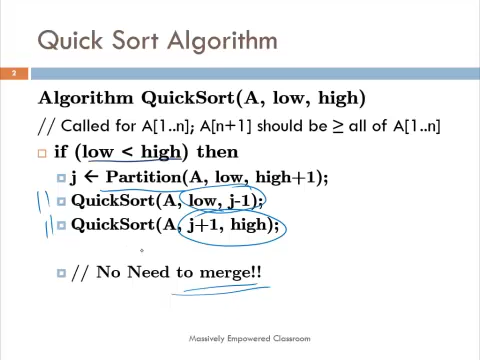 Quick Sort Algorithm
2
Algorithm QuickSort(A, low, high)
// Called for A[1..n]; A[n+1] should be ≥ all of A[1..n]
if (low < high) then
j ← Partition(A, low, high+1);
QuickSort(A, low, j-1);
QuickSort(A, j+1, high);
// No Need to merge!!
Massively Empowered Classroom